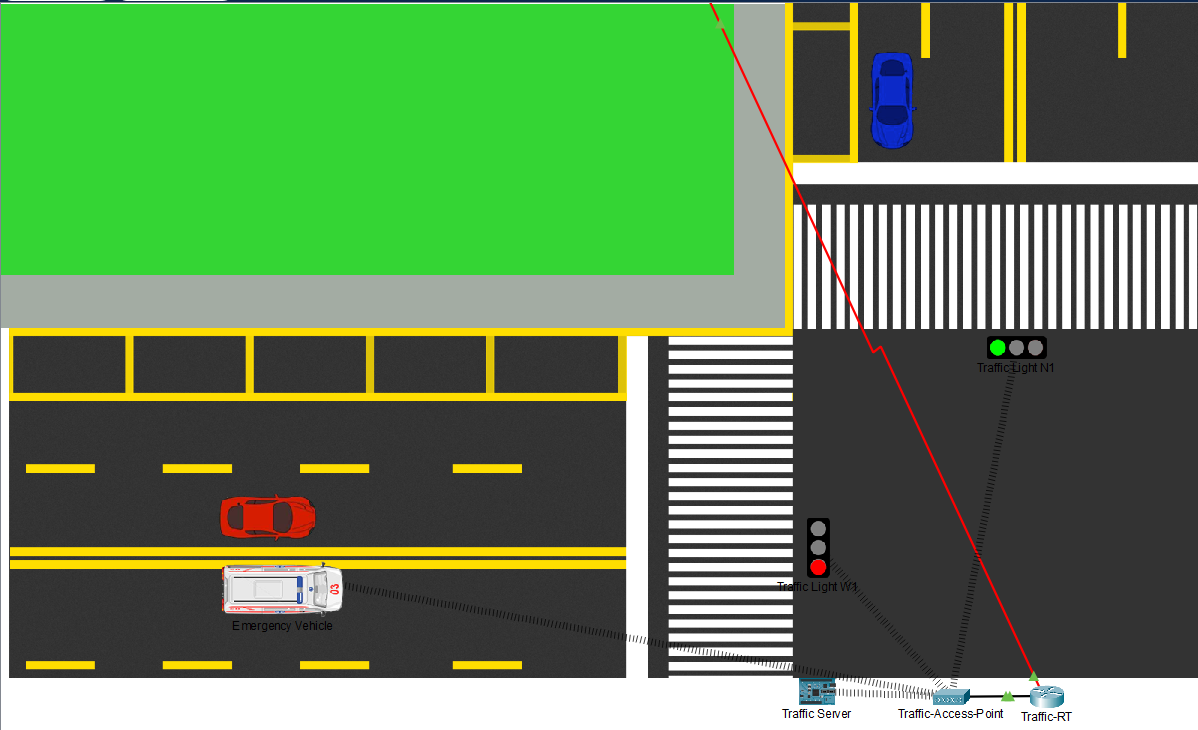 Traffic Light N1
Traffic Light W1
03
Emergency Vehicle
Traffic Server
Traffic-Access-Point
Traffic-RT